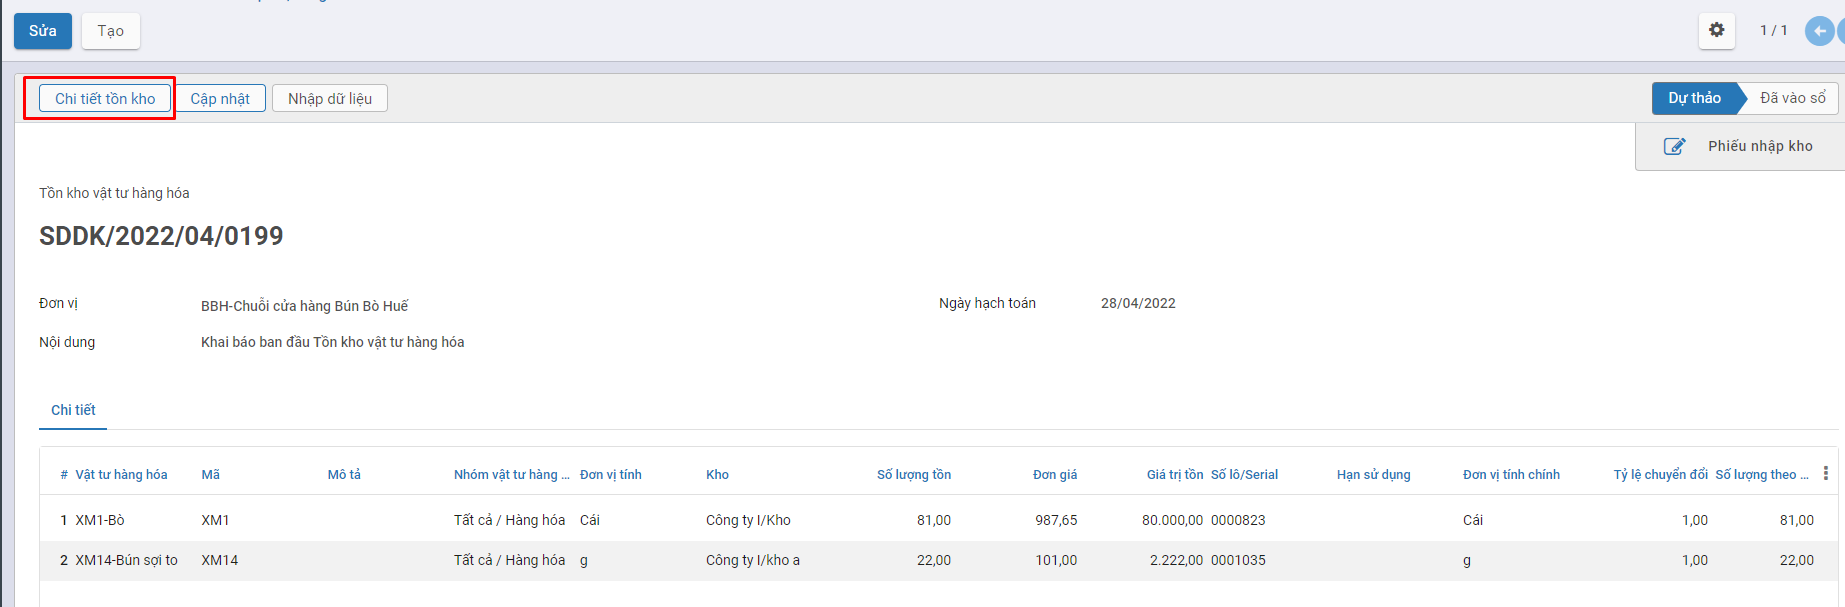 Sửa Tạo 1 / 1
Chi tiết tồn kho Cập nhật Nhập dữ liệu Dự thảo Đã vào sổ
Phiếu nhập kho
Tồn kho vật tư hàng hóa
SDDK/2022/04/0199
Đơn vị BBH-Chuỗi cửa hàng Bún Bò Huế Ngày hạch toán 28/04/2022
Nội dung Khai báo ban đầu Tồn kho vật tư hàng hóa
Chi tiết
# Vật tư hàng hóa Mã Mô tả Nhóm vật tư hàng ... Đơn vị tính Kho Số lượng tồn Đơn giá Giá trị tồn Số lô/Serial Hạn sử dụng Đơn vị tính chính Tỷ lệ chuyển đổi Số lượng theo ...
1 XM1-Bò XM1 Tất cả / Hàng hóa Cái Công ty I/Kho 81,00 987,65 80.000,00 0000823 Cái 1,00 81,00
2 XM14-Bún sợi to XM14 Tất cả / Hàng hóa g Công ty I/kho a 22,00 101,00 2.222,00 0001035 g 1,00 22,00